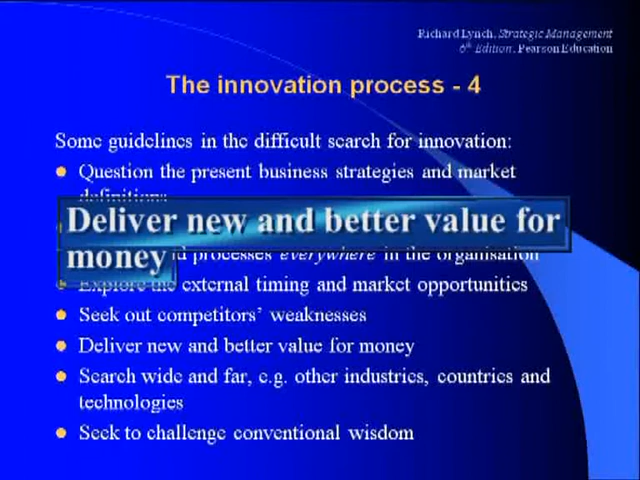 Richard Lynch, Strategic Management
6th Edition, Pearson Education
The innovation process - 4
Some guidelines in the difficult search for innovation:
Question the present business strategies and market
definitions
Deliver new and better value for
money
processes everywhere in the organisation
Explore the external timing and market opportunities
Seek out competitors’ weaknesses
Deliver new and better value for money
Search wide and far, e.g. other industries, countries and
technologies
Seek to challenge conventional wisdom